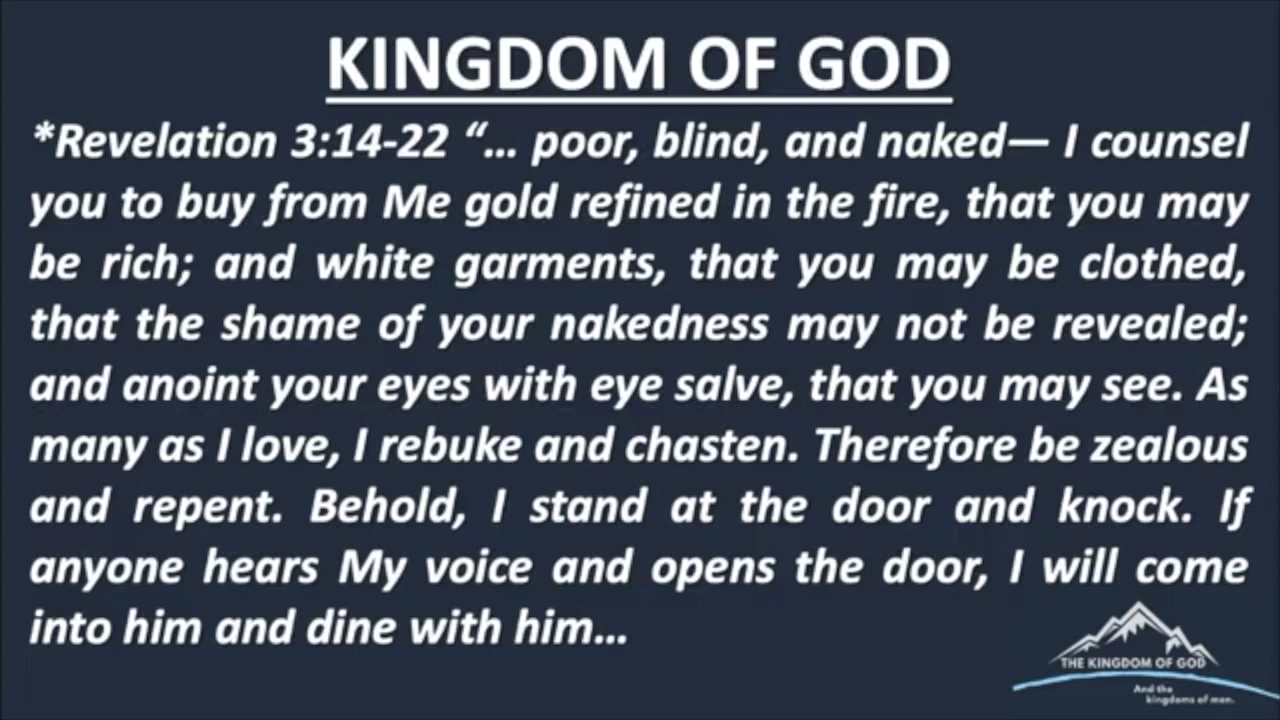 KINGDOM OF GOD
*Revelation 3:14-22 “... poor, blind, and naked— I counsel
you to buy from Me gold refined in the fire, that you may
be rich; and white garments, that you may be clothed,
that the shame of your nakedness may not be revealed;
and anoint your eyes with eye salve, that you may see. As
many as I love, I rebuke and chasten. Therefore be zealous
and repent. Behold, I stand at the door and knock. If
anyone hears My voice and opens the door, I will come
into him and dine with him...
THE KINGDOM OF GOD
And the
kingdoms of men.